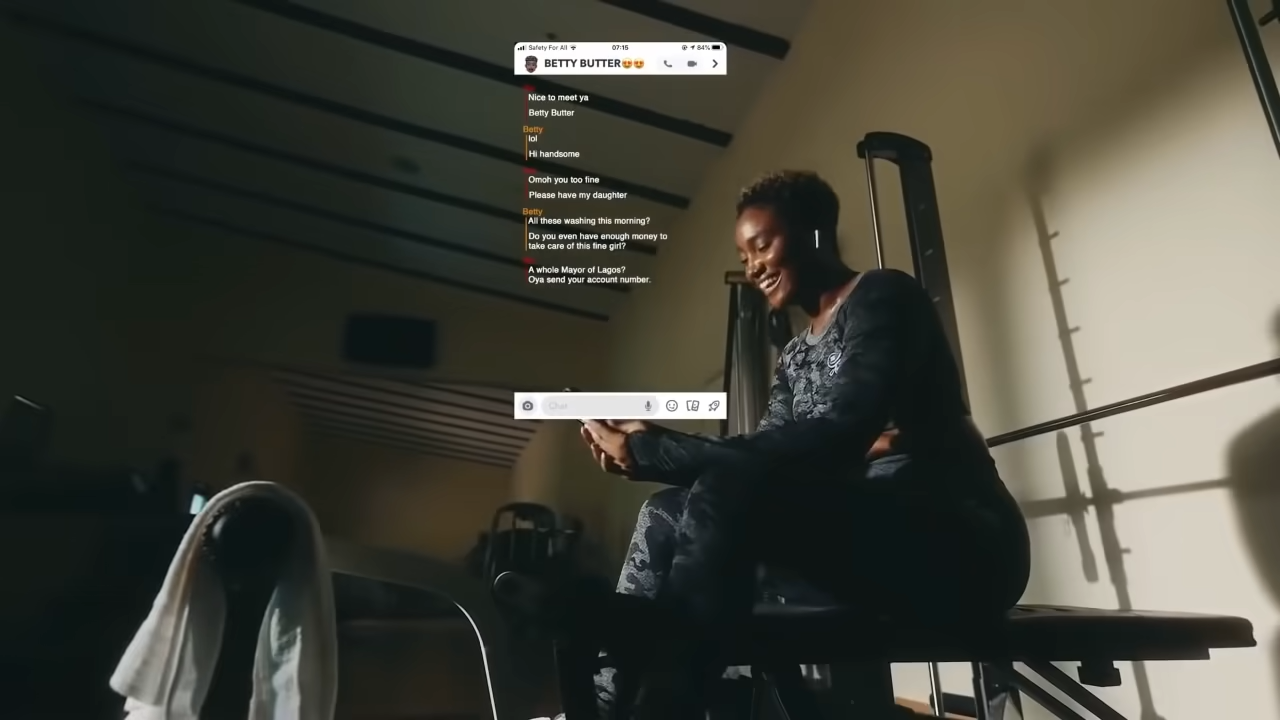 Safety For All
07:15
84%
BETTY BUTTER😍😍
Nice to meet ya
Betty Butter
Betty
lol
Hi handsome
Omoh you too fine
Please have my daughter
Betty
All these washing this morning?
Do you even have enough money to
take care of this fine girl?
A whole Mayor of Lagos?
Oya send your account number.
Chat